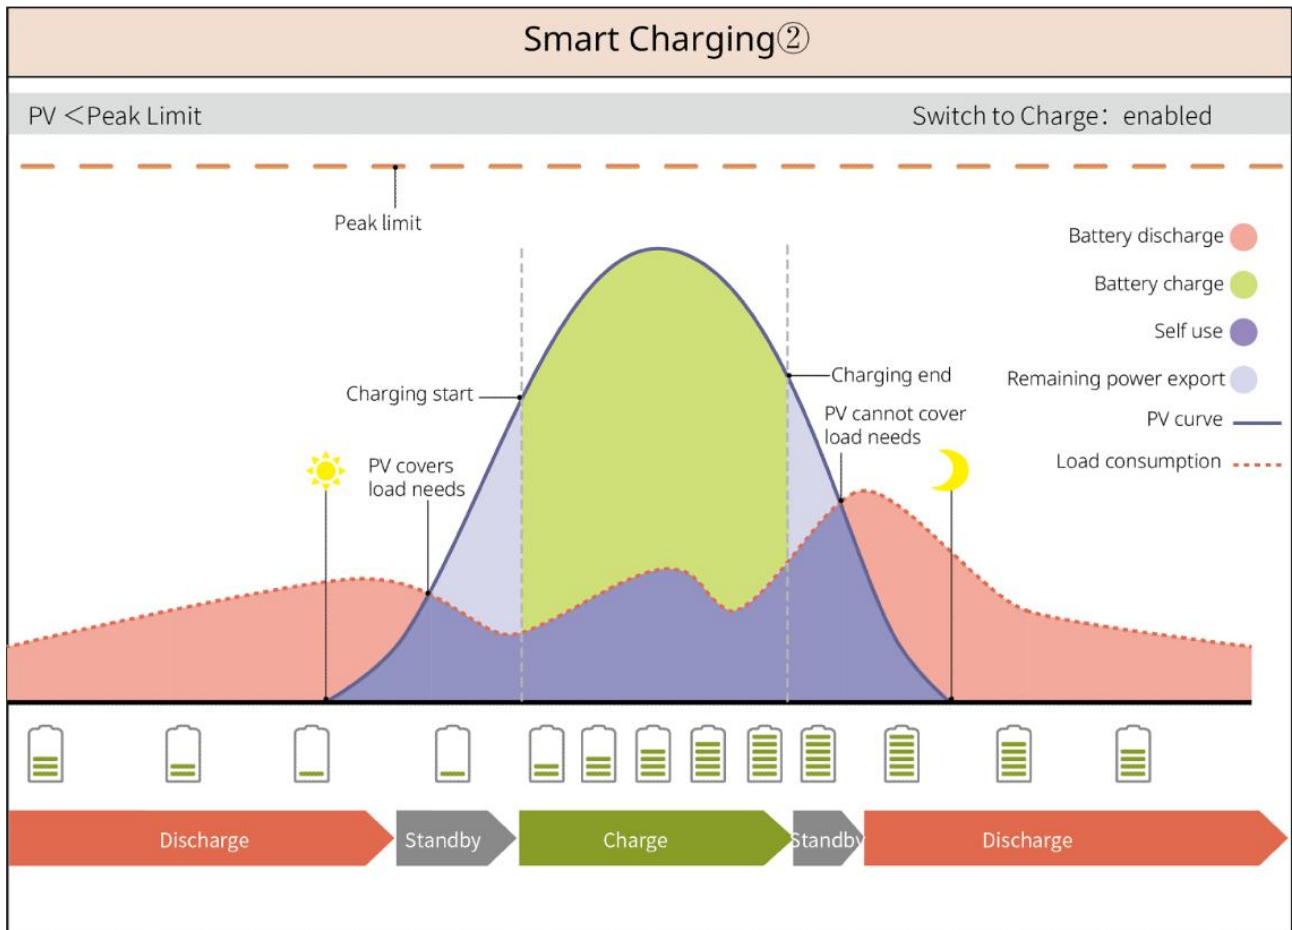 Smart Charging②
PV ＜Peak Limit
Switch to Charge：enabled
Peak limit
Battery discharge
Battery charge
Self use
Remaining power export
PV curve
Load consumption
Charging start
Charging end
PV cannot cover
load needs
PV covers
load needs
Discharge
Standby
Charge
Standby
Discharge